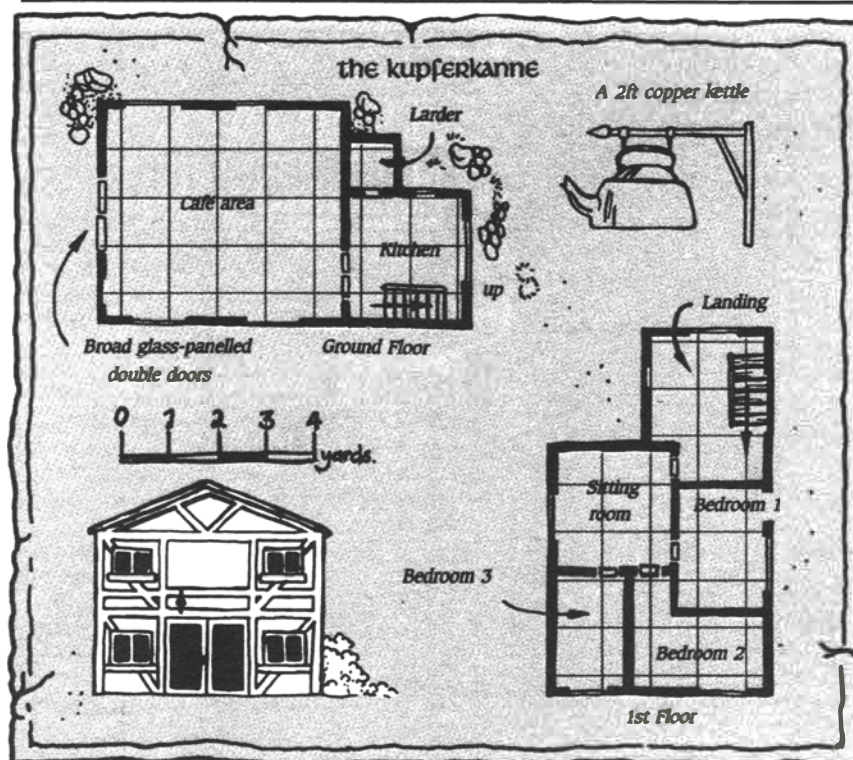 the kupferkanne
A 2ft copper kettle
Larder
Cafe area
Kitchen
up
Broad glass-panelled
double doors
Ground Floor
0 1 2 3 4
yards.
Landing
Sitting
room
Bedroom 1
Bedroom 3
Bedroom 2
1st Floor